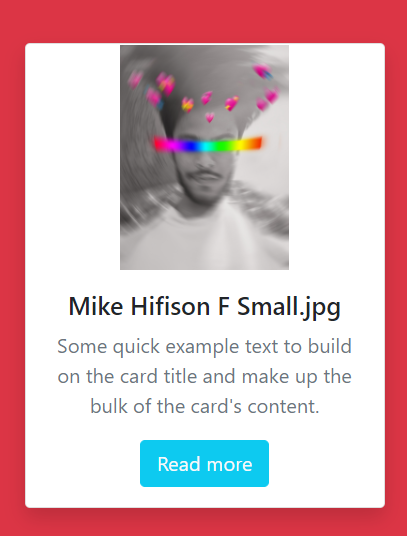 Mike Hifison F Small.jpg
Some quick example text to build
on the card title and make up the
bulk of the card's content.
Read more